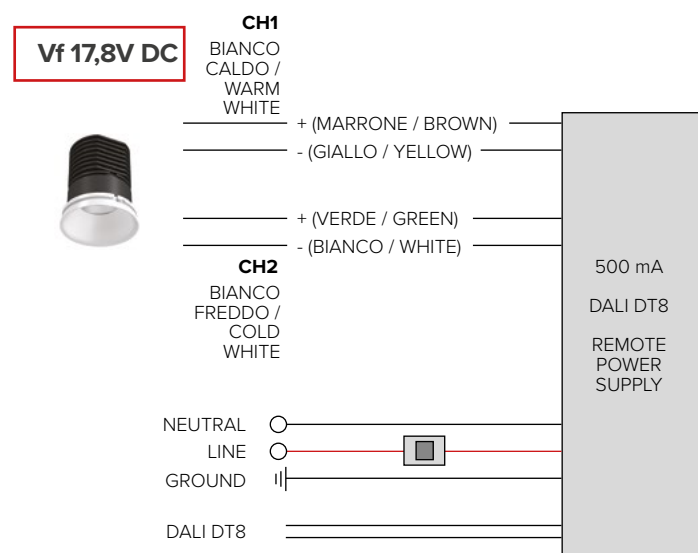 Vf 17,8V DC
CH1
BIANCO
CALDO /
WARM
WHITE
+ (MARRONE / BROWN)
- (GIALLO / YELLOW)
+ (VERDE / GREEN)
- (BIANCO / WHITE)
CH2
BIANCO
FREDDO /
COLD
WHITE
500 mA
DALI DT8
REMOTE
POWER
SUPPLY
NEUTRAL
LINE
GROUND
DALI DT8